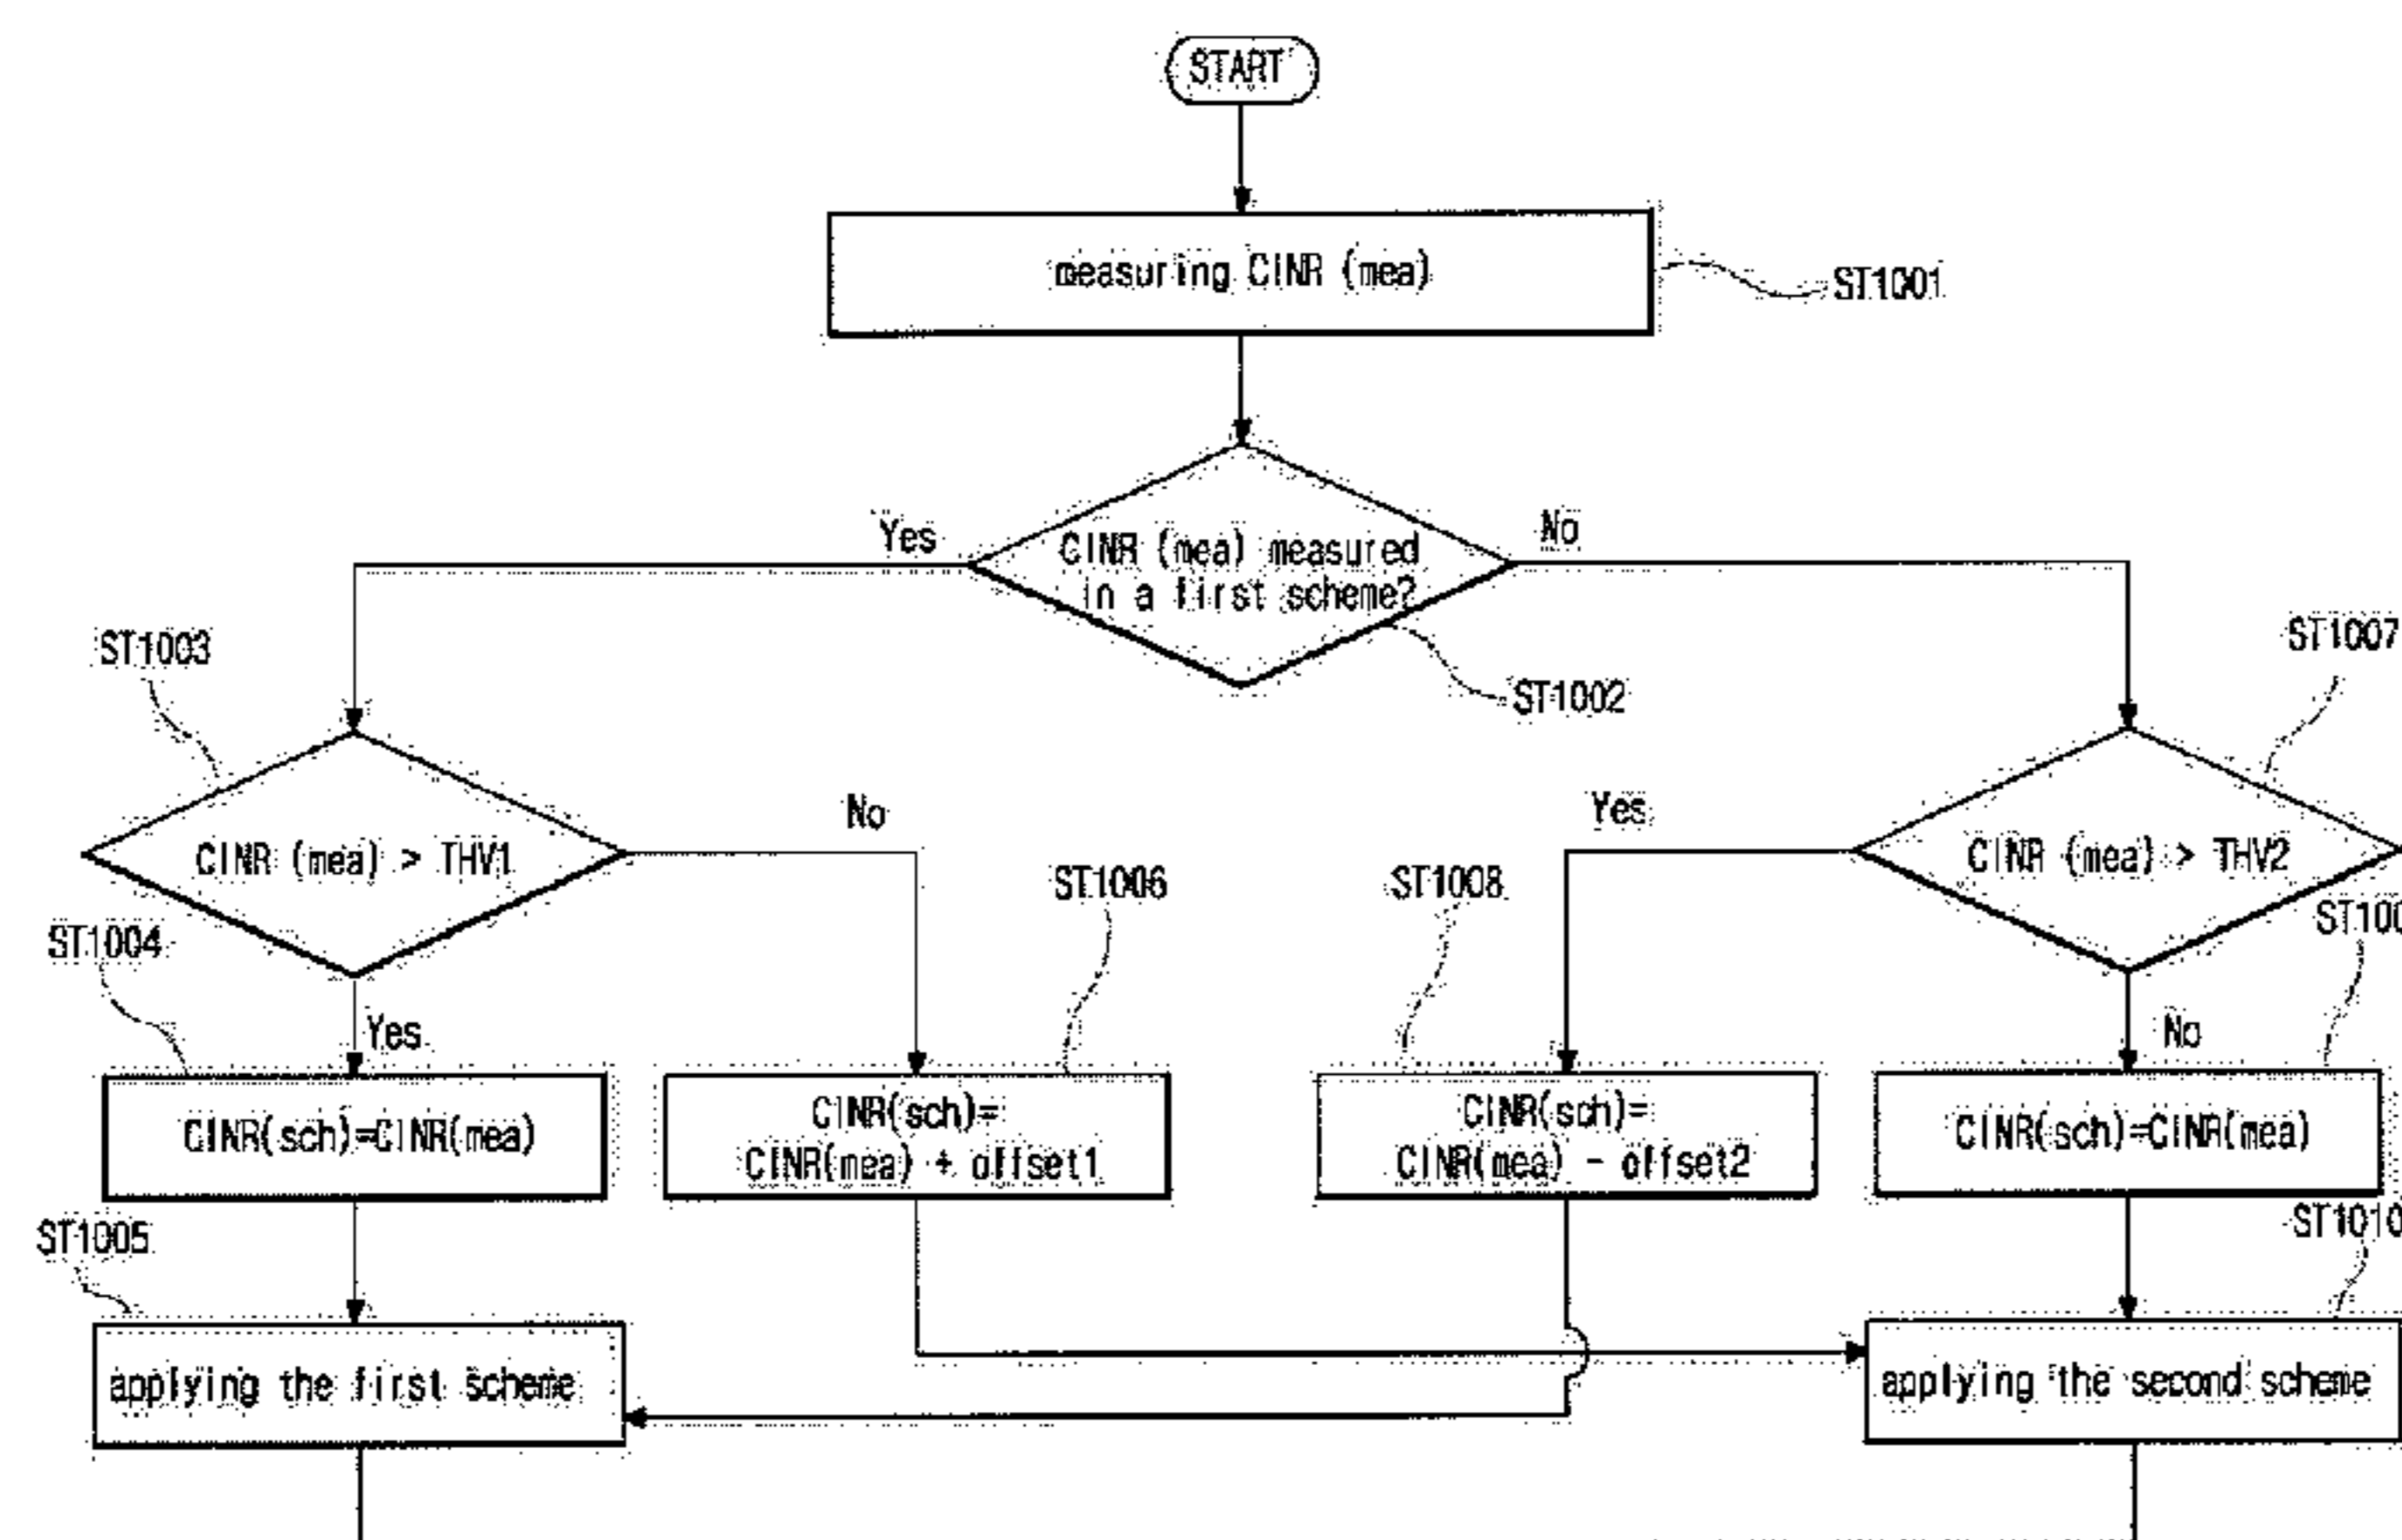 START
measuring CINR (mea)
ST1001
Yes
No
CINR (mea) measured
in a first scheme?
ST1002
ST1003
ST1007
CINR (mea) > THV1
No
Yes
CINR (mea) > THV2
ST1004
ST1006
ST1008
ST100
Yes
No
CINR(sch)=CINR(mea)
CINR(sch)=
CINR(mea) + offset1
CINR(sch)=
CINR(mea) - offset2
CINR(sch)=CINR(mea)
ST1005
ST1010
applying the first scheme
applying the second scheme